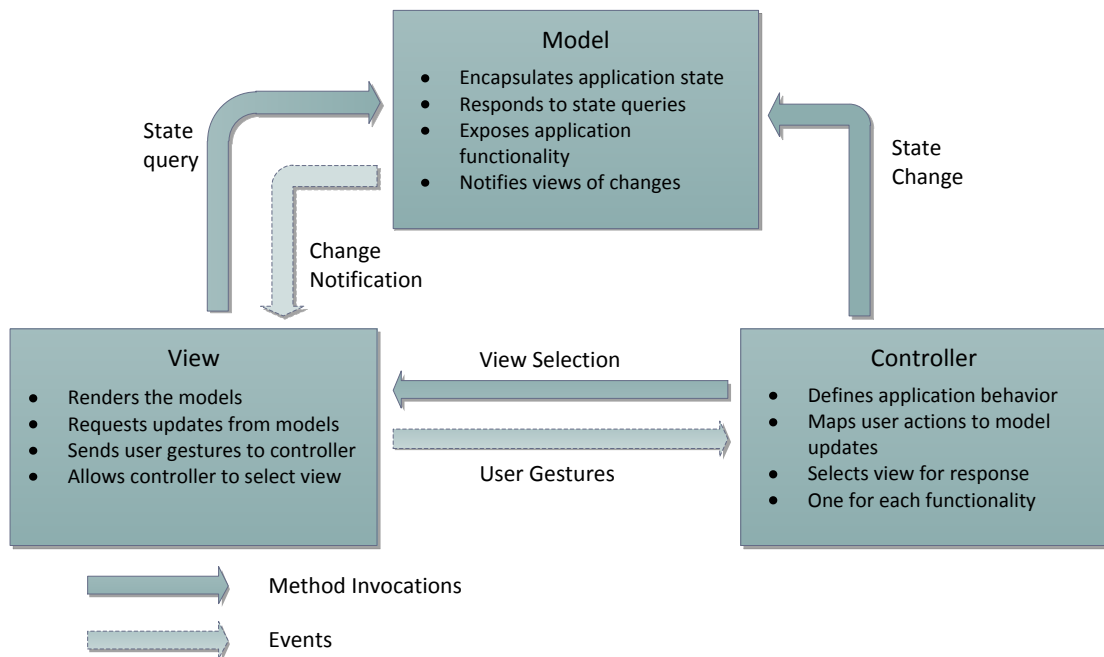 Model
Encapsulates application state
Responds to state queries
Exposes application
functionality
Notifies views of changes
State
query
State
Change
Change
Notification
View
Renders the models
Requests updates from models
Sends user gestures to controller
Allows controller to select view
View Selection
User Gestures
Controller
Defines application behavior
Maps user actions to model
updates
Selects view for response
One for each functionality
Method Invocations
Events